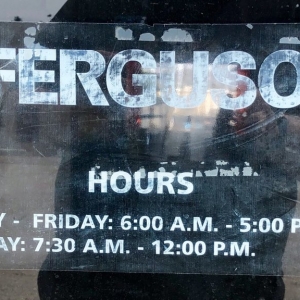 FERGUSO
HOURS
Y - FRIDAY: 6:00 A.M. - 5:00 P
AY: 7:30 A.M. - 12:00 P.M.